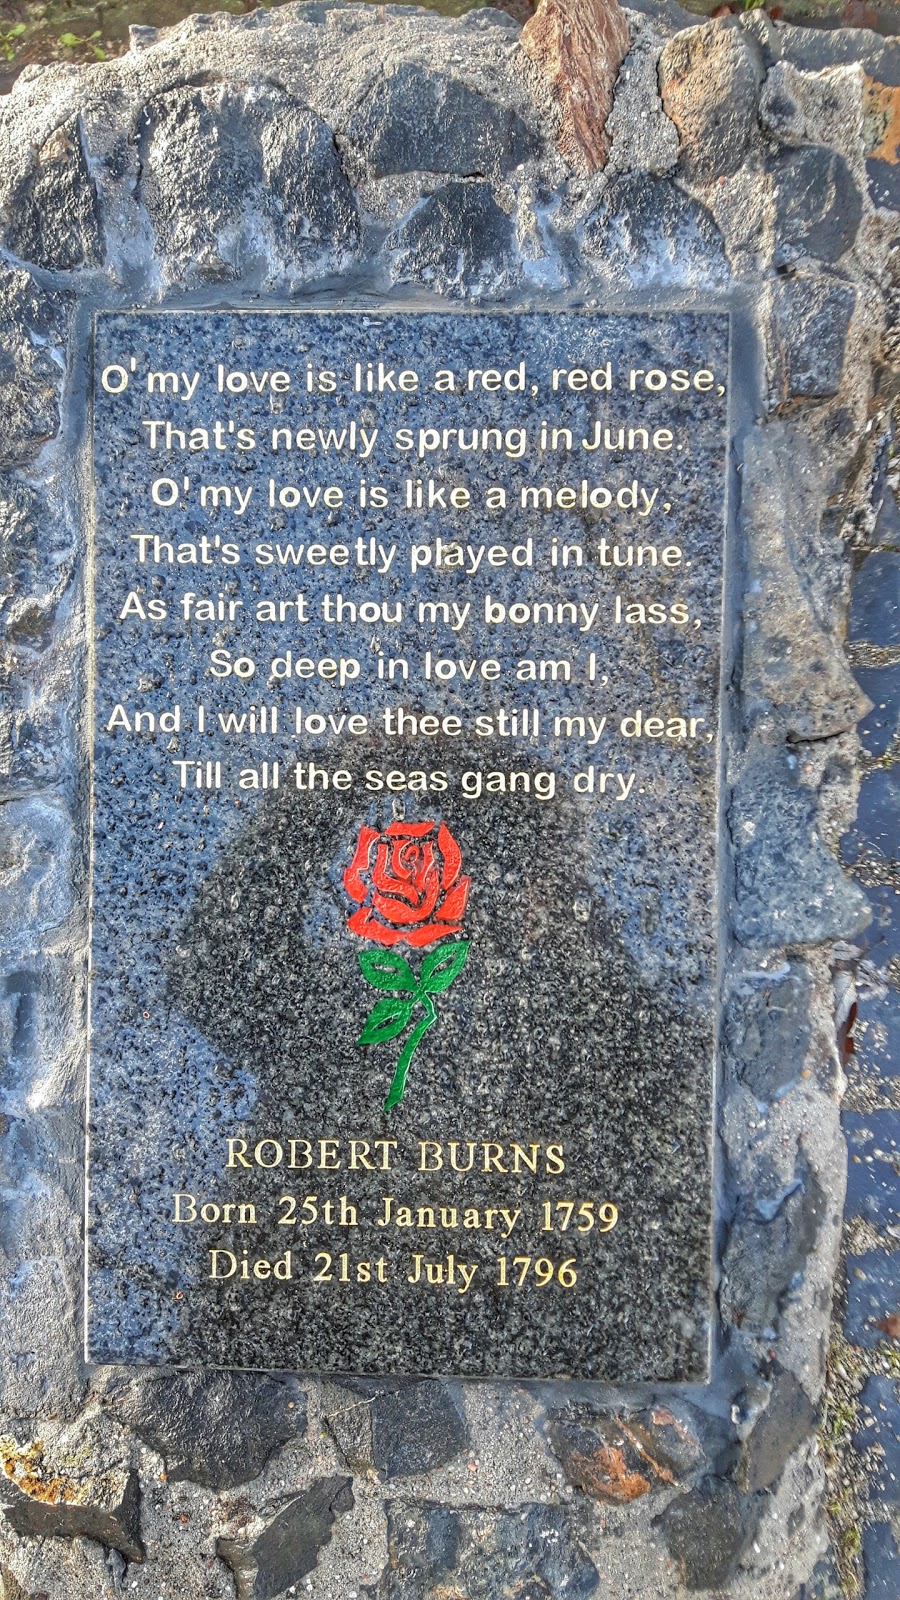 O' my love is like a red, red rose,
That's newly sprung in June.
O' my love is like a melody,
That's sweetly played in tune.
As fair art thou my bonny lass,
So deep in love am I,
And I will love thee still my dear,
Till all the seas gang dry.
ROBERT BURNS
Born 25th January 1759
Died 21st July 1796